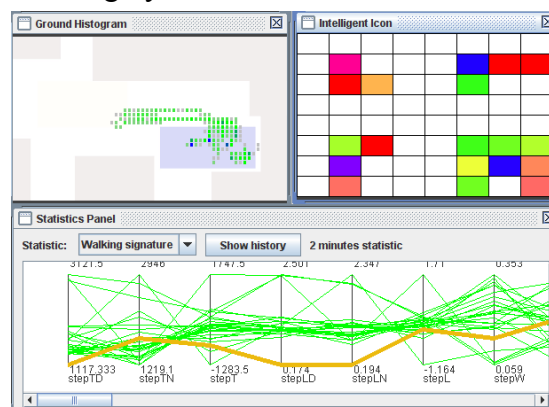 Ground Histogram
Intelligent Icon
Statistics Panel
Statistic: Walking signature Show history 2 minutes statistic
3121.5 2946 1747.5 2.501 2.347 1.71 0.353
1117.333 1219.1 -1283.5 0.174 0.194 -1.164 0.059
stepTD stepTN stepT stepLD stepLN stepL stepW